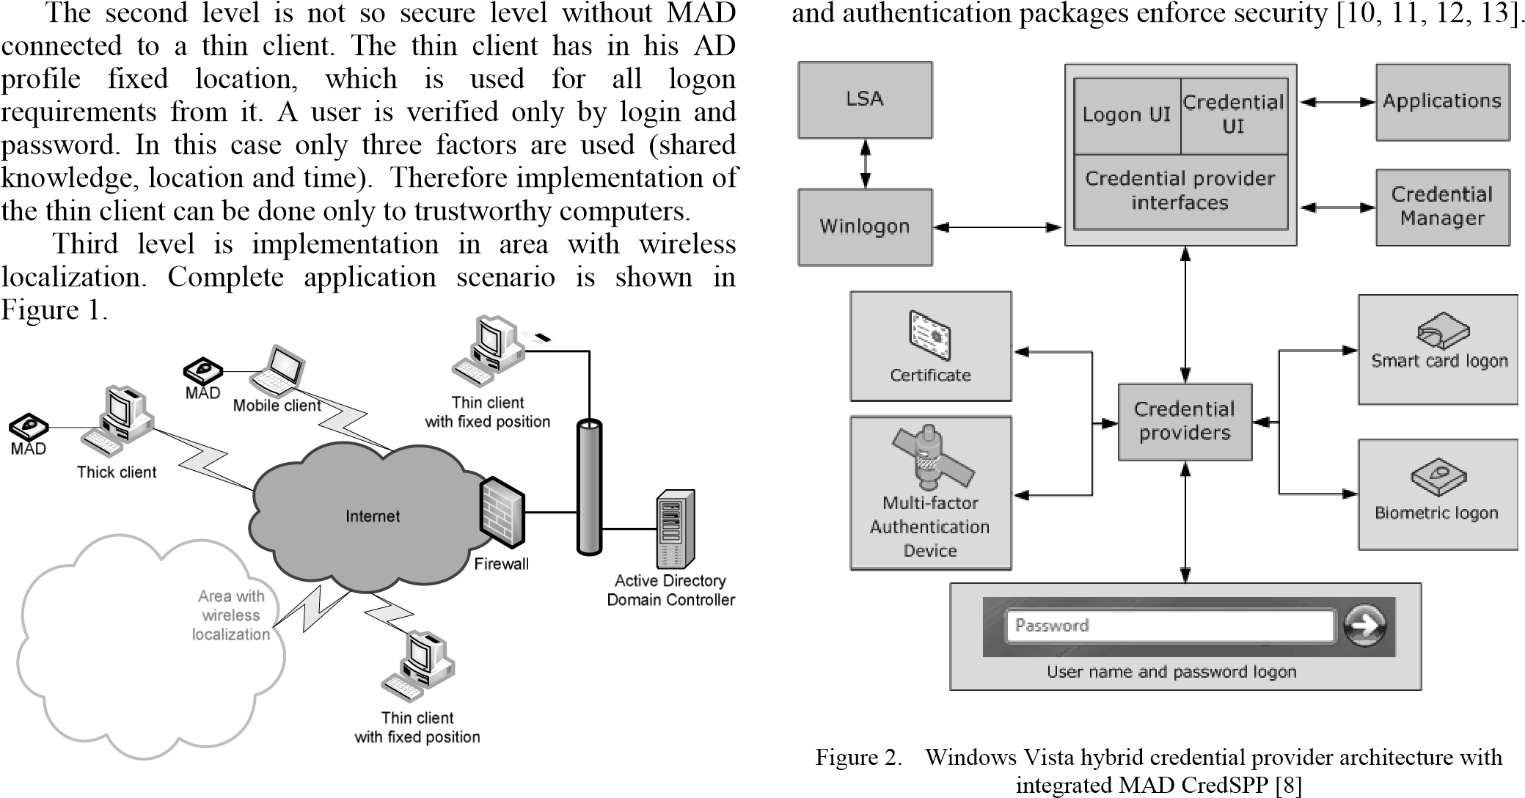 The second level is not so secure level without MAD
connected to a thin client. The thin client has in his AD
profile fixed location, which is used for all logon
requirements from it. A user is verified only by login and
password. In this case only three factors are used (shared
knowledge, location and time). Therefore implementation of
the thin client can be done only to trustworthy computers.
Third level is implementation in area with wireless
localization. Complete application scenario is shown in
Figure 1.
MAD
Thick client
MAD
Mobile client
Thin client
with fixed position
Internet
Firewall
Active Directory
Domain Controller
Area with
wireless
localization
Thin client
with fixed position
and authentication packages enforce security [10, 11, 12, 13].
LSA
Winlogon
Logon UI
Credential
UI
Credential provider
interfaces
Applications
Credential
Manager
Certificate
Multi-factor
Authentication
Device
Credential
providers
Smart card logon
Biometric logon
Password
User name and password logon
Figure 2. Windows Vista hybrid credential provider architecture with
integrated MAD CredSPP [8]